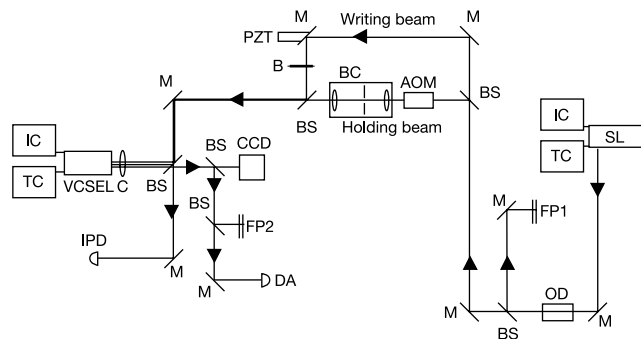 M
Writing beam
M
PZT
B
BC
AOM
M
BS
IC
BS
Holding beam
SL
IC
BS
CCD
TC
TC
VCSEL
C
BS
BS
M
FP1
FP2
IPD
M
M
DA
OD
M
BS
M